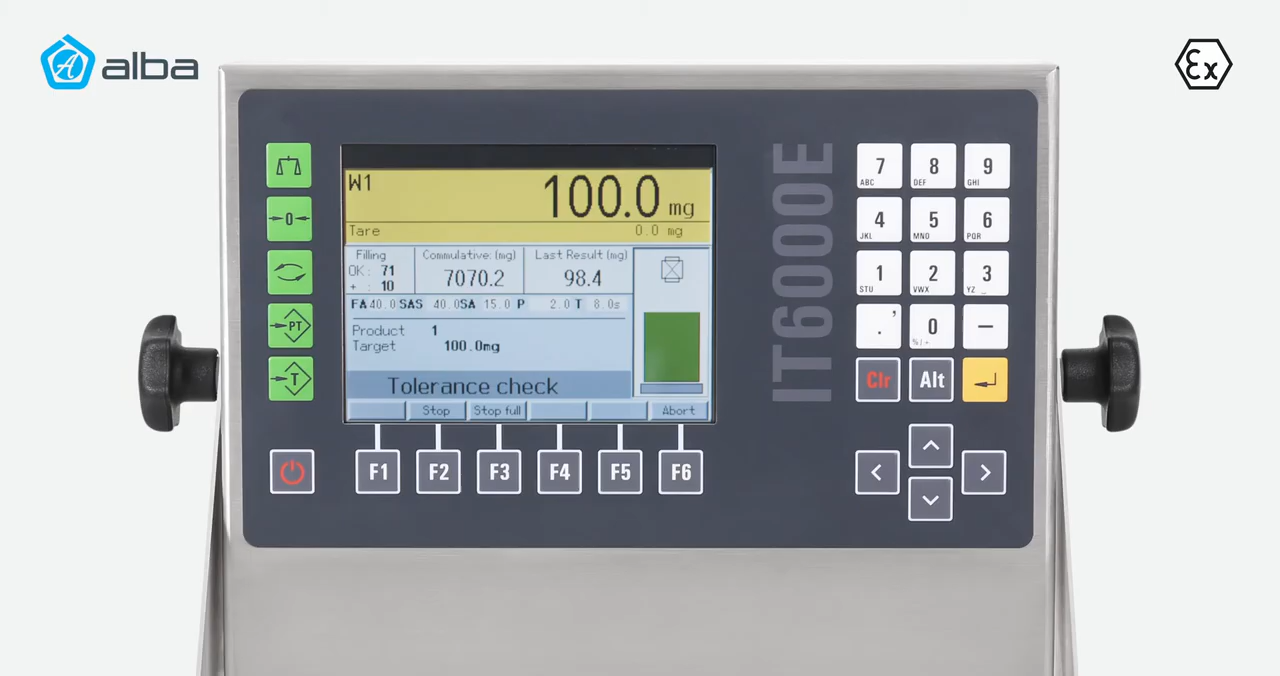 alba
Ex
IT6000E
W1
100.0 mg
Tare
0.0 mg
Filling
OK: 71
+ : 10
Commulative: (mg)
7070.2
Last Result (mg)
98.4
FA 40.0 SAS 40.0 SA 15.0 P 2.0 T 8.0s
Product 1
Target 100.0mg
Tolerance check
Stop
Stop full
Abort
→0←
→PT
→T
F1 F2 F3 F4 F5 F6
7 ABC
8 DEF
9 GHI
4 JKL
5 MNO
6 PQR
1 STU
2 VWX
3 YZ _
. ’
0 %/+
—
Clr
Alt